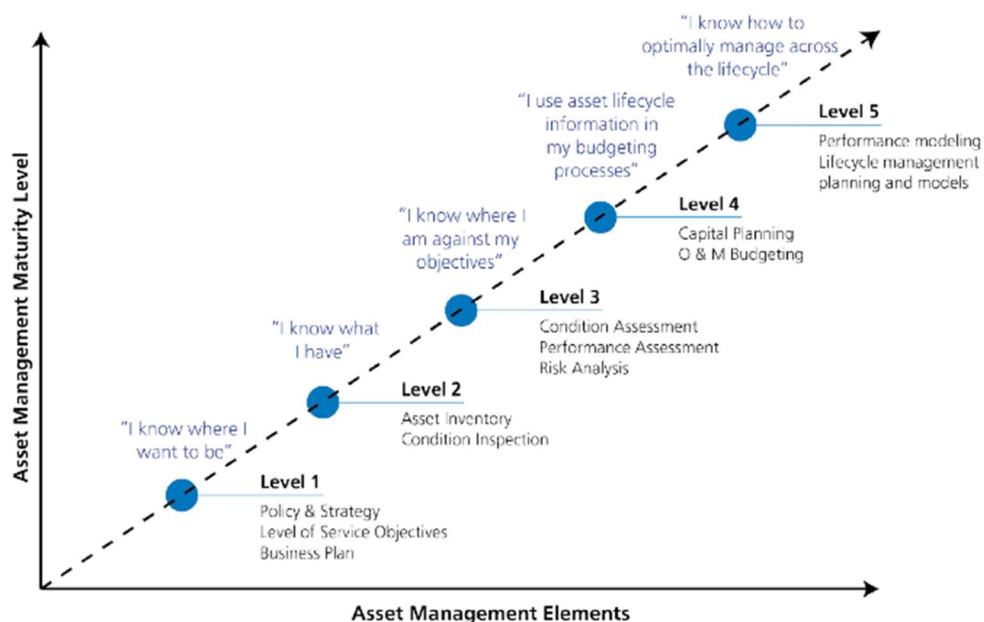 "I know how to
optimally manage across
the lifecycle"
"I use asset lifecycle
information in
my budgeting
processes"
Level 5
Performance modeling
Lifecycle management
planning and models
"I know where I
am against my
objectives"
Level 4
Capital Planning
O & M Budgeting
"I know what
I have"
Level 3
Condition Assessment
Performance Assessment
Risk Analysis
"I know where I
want to be"
Level 2
Asset Inventory
Condition Inspection
Level 1
Policy & Strategy
Level of Service Objectives
Business Plan
Asset Management Maturity Level
Asset Management Elements